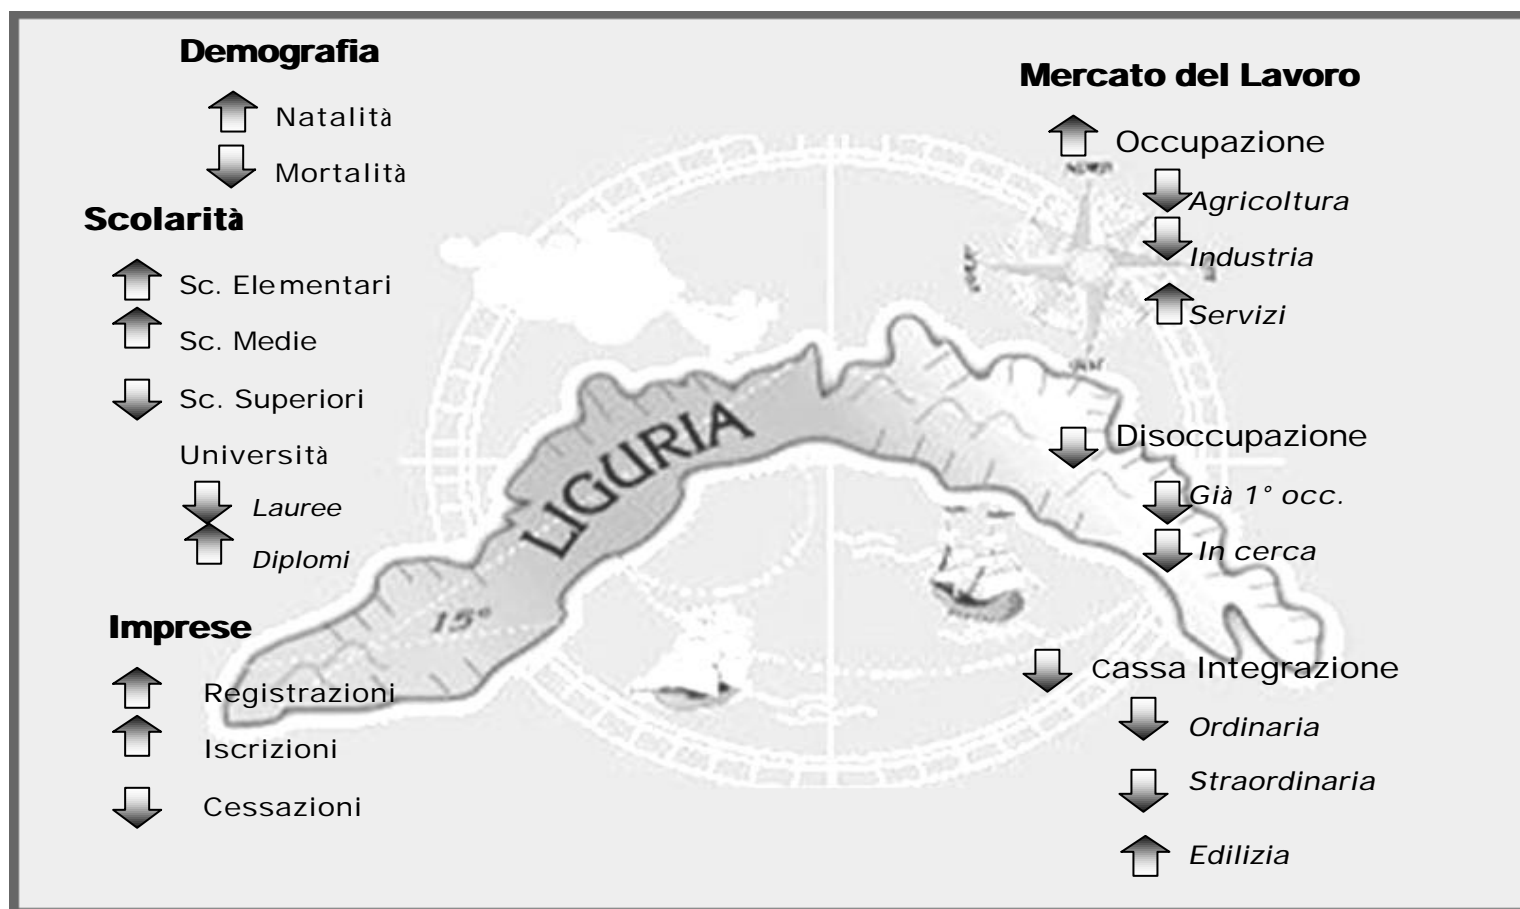 Demografia
Natalità
Mortalità
Scolarità
Sc. Elementari
Sc. Medie
Sc. Superiori
Università
Lauree
Diplomi
Imprese
Registrazioni
Iscrizioni
Cessazioni
LIGURIA
15°
Mercato del Lavoro
Occupazione
Agricoltura
Industria
Servizi
Disoccupazione
Già 1° occ.
In cerca
Cassa Integrazione
Ordinaria
Straordinaria
Edilizia